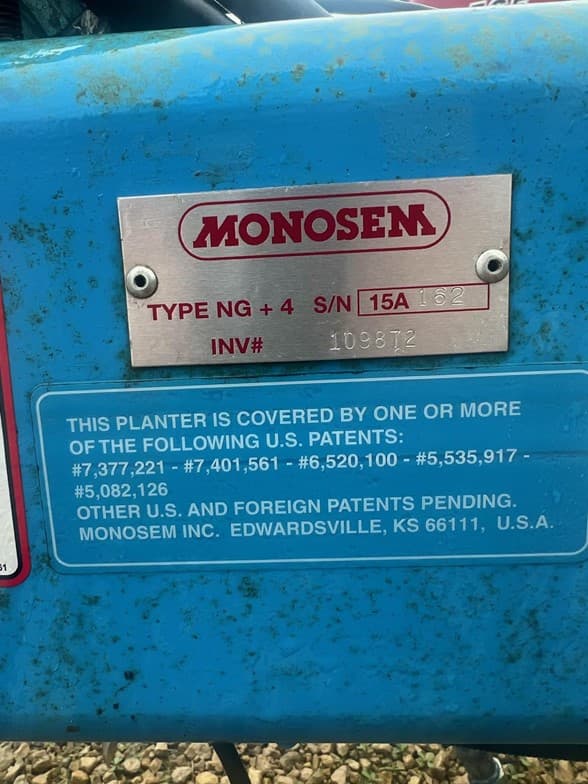 MONOSEM
TYPE NG + 4 S/N 15A 162
INV# 109872
THIS PLANTER IS COVERED BY ONE OR MORE
OF THE FOLLOWING U.S. PATENTS:
#7,377,221 - #7,401,561 - #6,520,100 - #5,535,917 -
#5,082,126
OTHER U.S. AND FOREIGN PATENTS PENDING.
MONOSEM INC. EDWARDSVILLE, KS 66111, U.S.A.